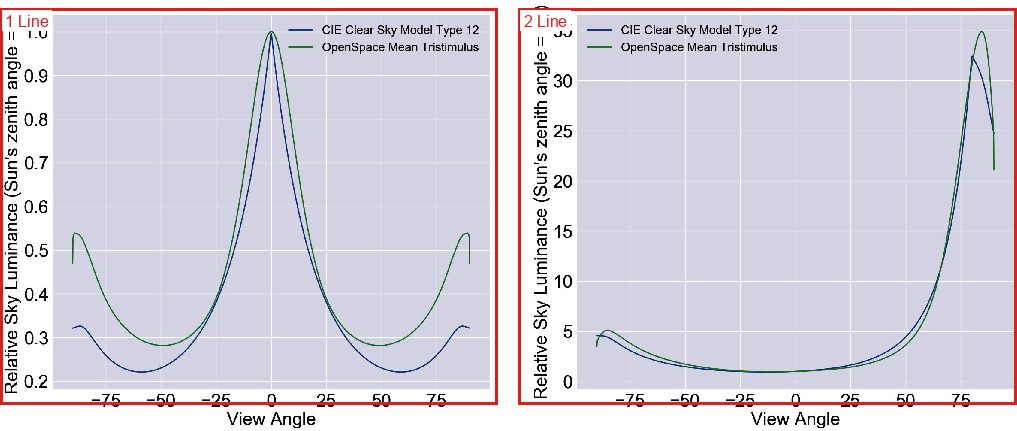 1 Line
CIE Clear Sky Model Type 12
OpenSpace Mean Tristimulus
Relative Sky Luminance (Sun's zenith angle =
1.0
0.9
0.8
0.7
0.6
0.5
0.4
0.3
0.2
−75 −50 −25 0 25 50 75
View Angle
2 Line
CIE Clear Sky Model Type 12
OpenSpace Mean Tristimulus
Relative Sky Luminance (Sun's zenith angle =
35
30
25
20
15
10
5
0
−75 −50 −25 0 25 50 75
View Angle